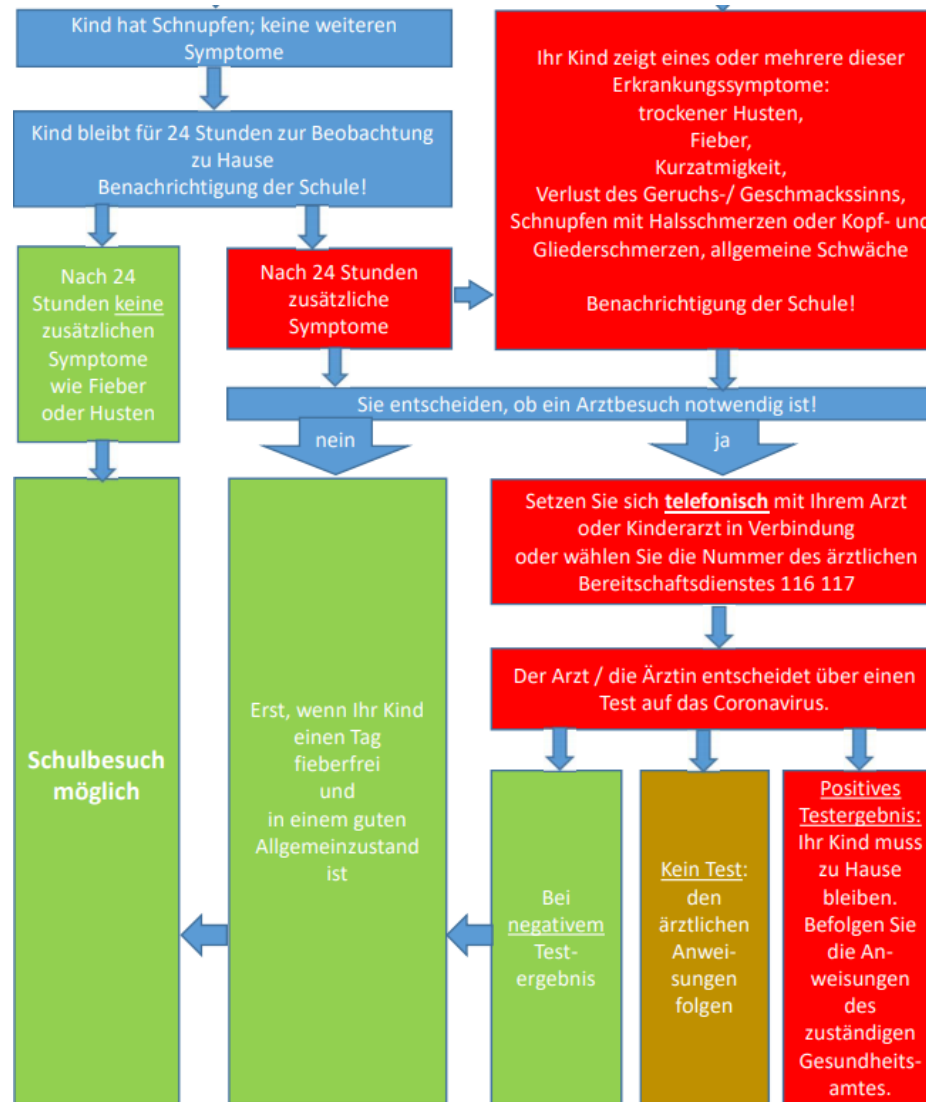 Kind hat Schnupfen; keine weiteren
Symptome
Kind bleibt für 24 Stunden zur Beobachtung
zu Hause
Benachrichtigung der Schule!
Ihr Kind zeigt eines oder mehrere dieser
Erkrankungssymptome:
trockener Husten,
Fieber,
Kurzatmigkeit,
Verlust des Geruchs-/ Geschmackssinns,
Schnupfen mit Halsschmerzen oder Kopf- und
Gliederschmerzen, allgemeine Schwäche
Benachrichtigung der Schule!
Nach 24
Stunden keine
zusätzlichen
Symptome
wie Fieber
oder Husten
Nach 24 Stunden
zusätzliche
Symptome
Sie entscheiden, ob ein Arztbesuch notwendig ist!
nein
ja
Schulbesuch
möglich
Erst, wenn Ihr Kind
einen Tag
fieberfrei
und
in einem guten
Allgemeinzustand
ist
Setzen Sie sich telefonisch mit Ihrem Arzt
oder Kinderarzt in Verbindung
oder wählen Sie die Nummer des ärztlichen
Bereitschaftsdienstes 116 117
Der Arzt / die Ärztin entscheidet über einen
Test auf das Coronavirus.
Bei
negativem
Test-
ergebnis
Kein Test:
den
ärztlichen
Anwei-
sungen
folgen
Positives
Testergebnis:
Ihr Kind muss
zu Hause
bleiben.
Befolgen Sie
die An-
weisungen
des
zuständigen
Gesundheits-
amtes.